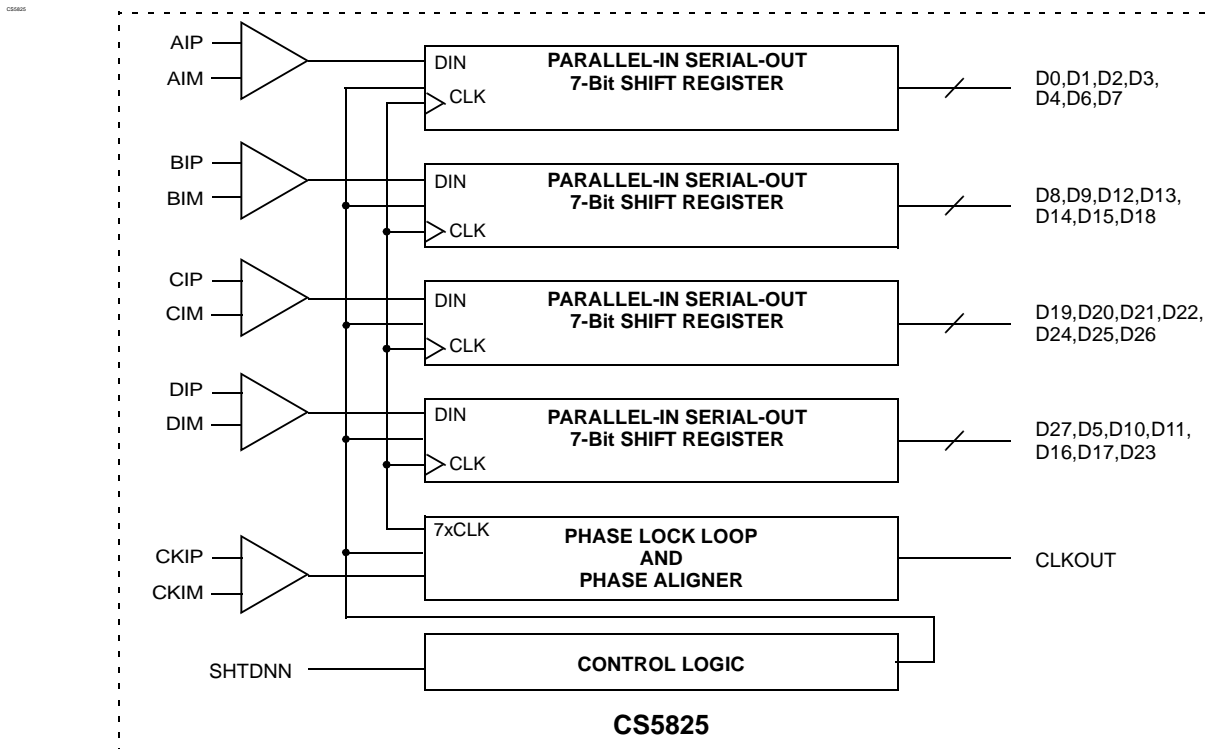 CS5825
AIP
AIM
DIN
CLK
PARALLEL-IN SERIAL-OUT
7-Bit SHIFT REGISTER
D0,D1,D2,D3,
D4,D6,D7
BIP
BIM
DIN
CLK
PARALLEL-IN SERIAL-OUT
7-Bit SHIFT REGISTER
D8,D9,D12,D13,
D14,D15,D18
CIP
CIM
DIN
CLK
PARALLEL-IN SERIAL-OUT
7-Bit SHIFT REGISTER
D19,D20,D21,D22,
D24,D25,D26
DIP
DIM
DIN
CLK
PARALLEL-IN SERIAL-OUT
7-Bit SHIFT REGISTER
D27,D5,D10,D11,
D16,D17,D23
CKIP
CKIM
7xCLK
PHASE LOCK LOOP
AND
PHASE ALIGNER
CLKOUT
SHTDNN
CONTROL LOGIC
CS5825